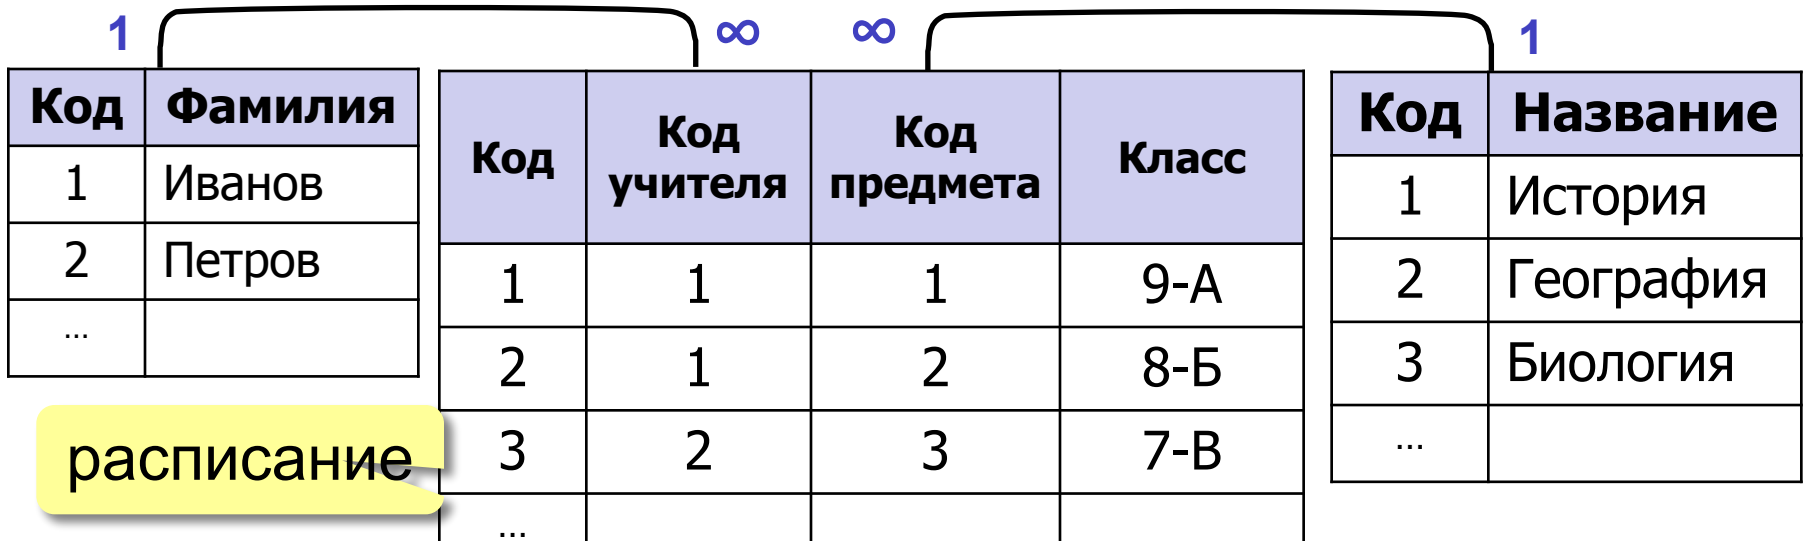 1 ∞ ∞ 1
Код Фамилия
1 Иванов
2 Петров
...
Код Код учителя Код предмета Класс
1 1 1 9-А
2 1 2 8-Б
3 2 3 7-В
...
Код Название
1 История
2 География
3 Биология
...
расписание